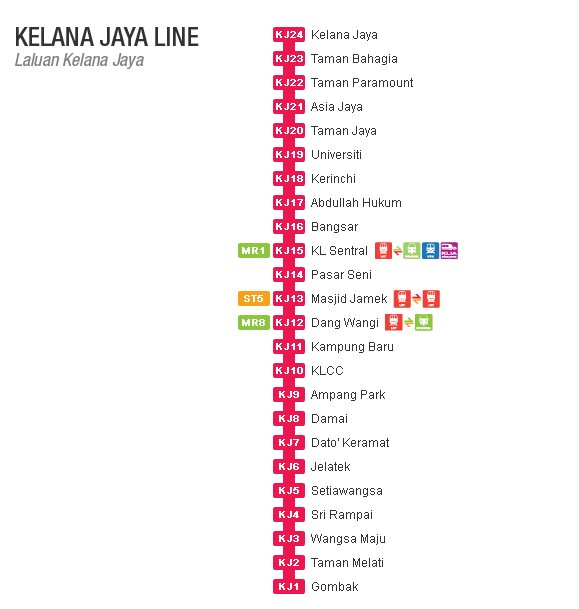 KELANA JAYA LINE
Laluan Kelana Jaya
KJ24 Kelana Jaya
KJ23 Taman Bahagia
KJ22 Taman Paramount
KJ21 Asia Jaya
KJ20 Taman Jaya
KJ19 Universiti
KJ18 Kerinchi
KJ17 Abdullah Hukum
KJ16 Bangsar
MR1 KJ15 KL Sentral KLIA
KJ14 Pasar Seni
ST5 KJ13 Masjid Jamek
MR8 KJ12 Dang Wangi
KJ11 Kampung Baru
KJ10 KLCC
KJ9 Ampang Park
KJ8 Damai
KJ7 Dato' Keramat
KJ6 Jelatek
KJ5 Setiawangsa
KJ4 Sri Rampai
KJ3 Wangsa Maju
KJ2 Taman Melati
KJ1 Gombak